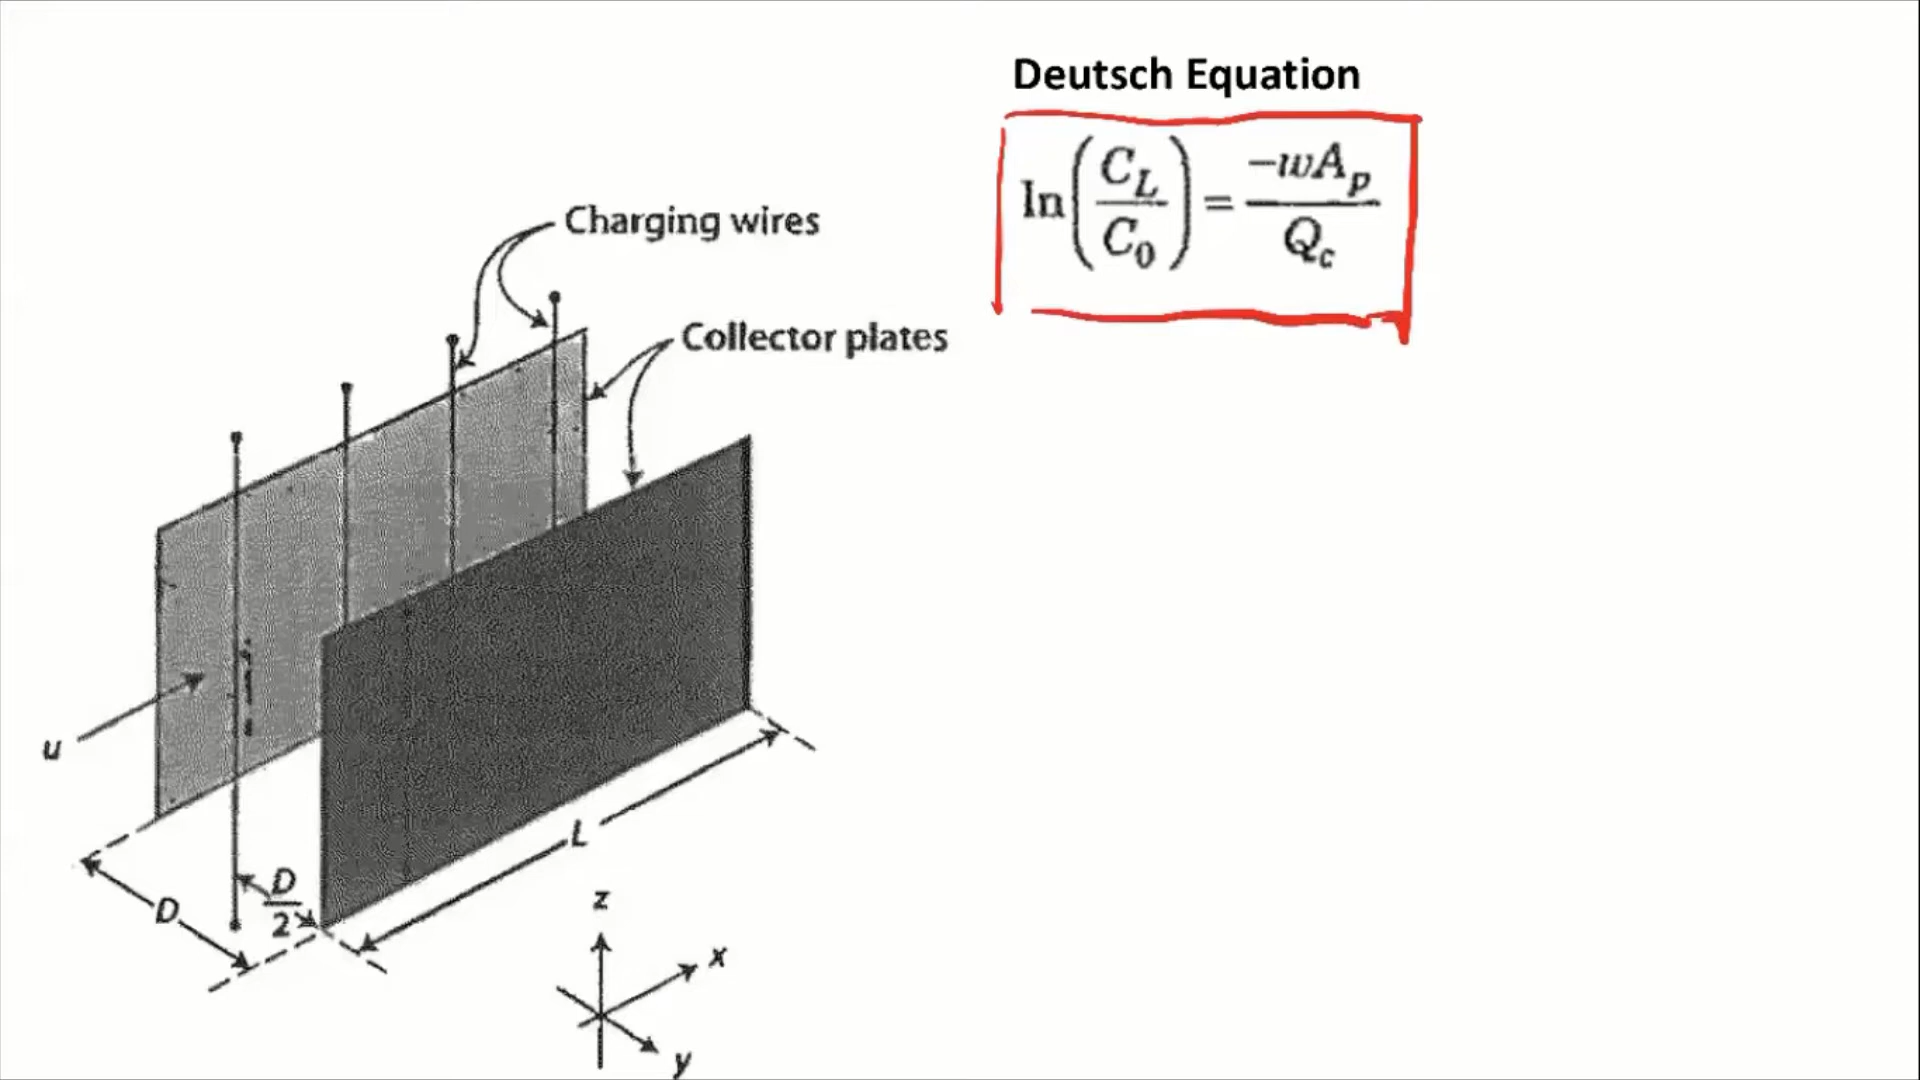 Deutsch Equation
ln(C_L/C_0) = -wA_p/Q_c
Charging wires
Collector plates
u
L
D
D/2
z
x
y